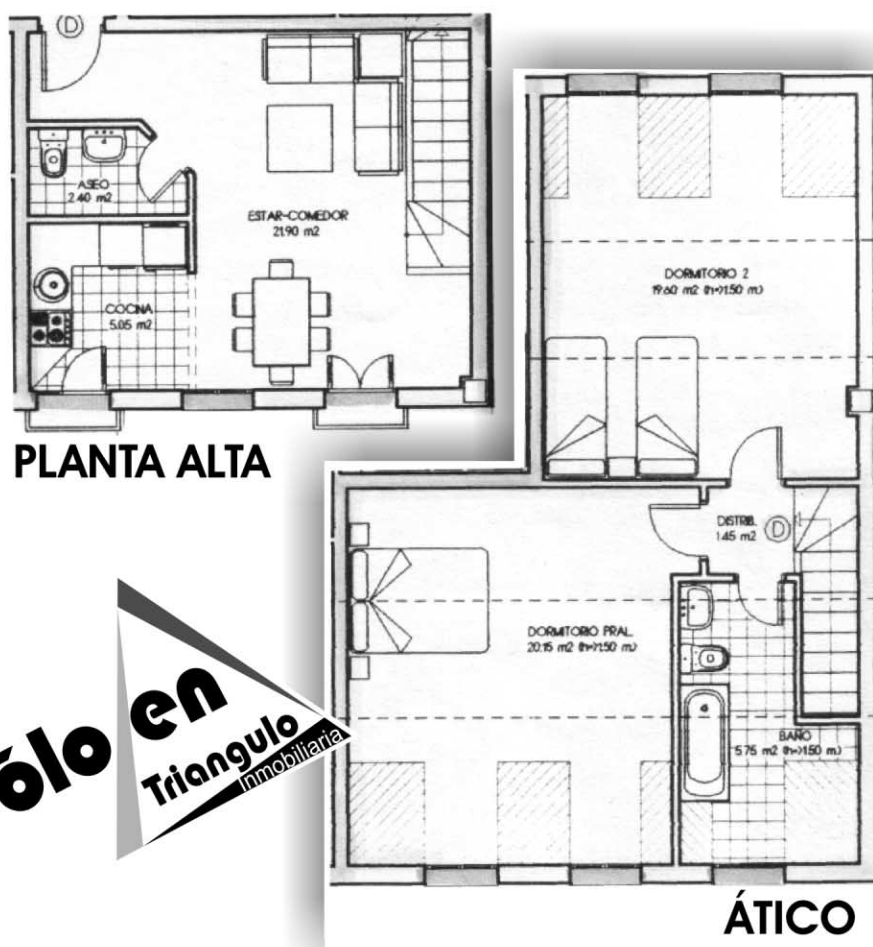 D
ASEO
2.40 m2
ESTAR-COMEDOR
21.90 m2
COCINA
5.05 m2
PLANTA ALTA
DORMITORIO 2
19.60 m2 (h=>1.50 m.)
DISTRIB.
1.45 m2
D
DORMITORIO PRAL.
20.15 m2 (h=>1.50 m.)
BAÑO
5.75 m2 (h=>1.50 m.)
ÁTICO
ólo en
Triangulo
Inmobiliaria